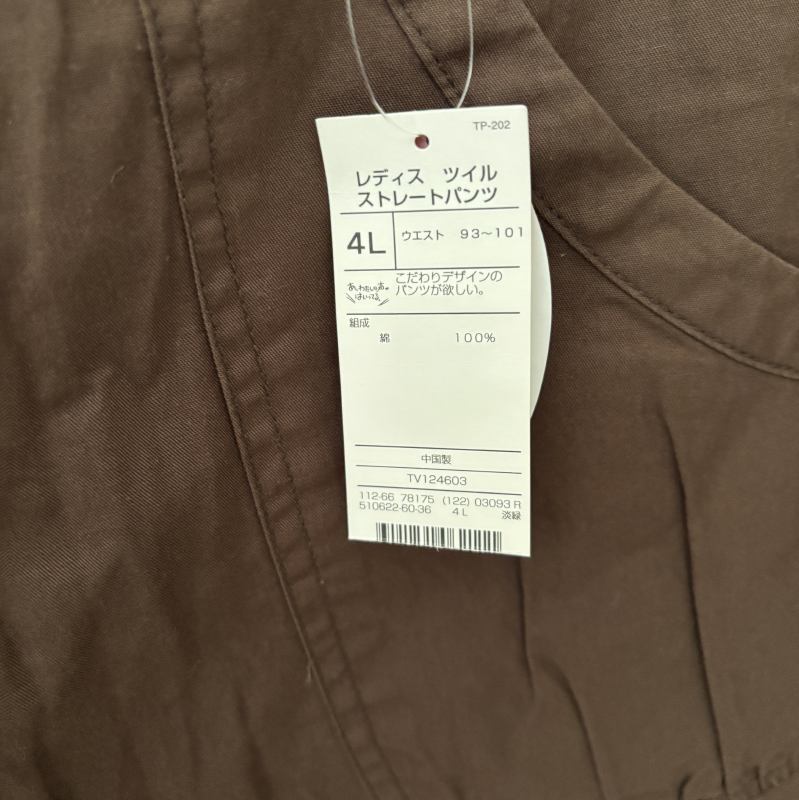 TP-202
レディス ツイル
ストレートパンツ
4L
ウエスト 93～101
こだわりデザインの
パンツが欲しい。
組成
綿 100%
中国製
TV124603
112-66 78175 (122) 03093 R
510622-60-36 4L 淡緑